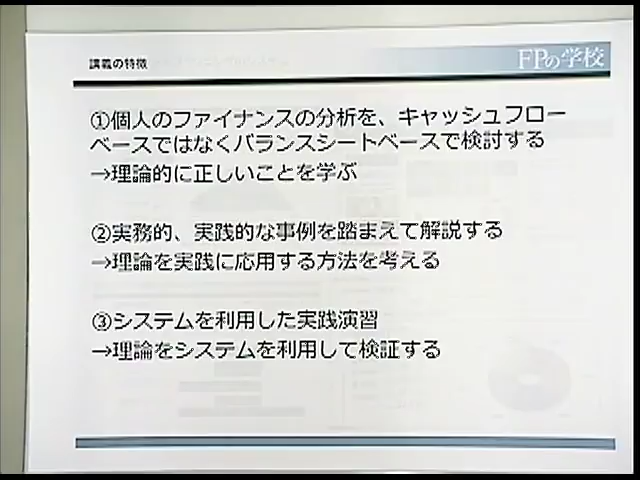 講義の特徴
FPの学校
①個人のファイナンスの分析を、キャッシュフロー
ベースではなくバランスシートベースで検討する
→理論的に正しいことを学ぶ
②実務的、実践的な事例を踏まえて解説する
→理論を実践に応用する方法を考える
③システムを利用した実践演習
→理論をシステムを利用して検証する